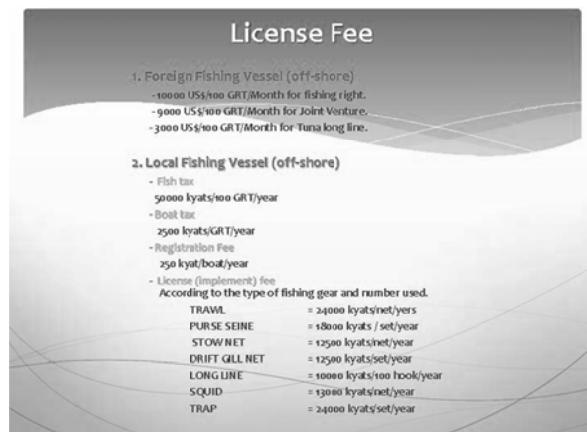 License Fee
1. Foreign Fishing Vessel (off-shore)
-10000 US$/100 GRT/Month for fishing right.
-9000 US$/100 GRT/Month for Joint Venture.
-3000 US$/100 GRT/Month for Tuna long line.
2. Local Fishing Vessel (off-shore)
- Fish tax
50000 kyats/100 GRT/year
- Boat tax
2500 kyats/GRT/year
- Registration Fee
250 kyat/boat/year
- License (implement) fee
According to the type of fishing gear and number used.
TRAWL = 24000 kyats/net/yers
PURSE SEINE = 18000 kyats / set/year
STOW NET = 12500 kyats/net/year
DRIFT GILL NET = 12500 kyats/set/year
LONG LINE = 10000 kyats/100 hook/year
SQUID = 13000 kyats/net/year
TRAP = 24000 kyats/set/year